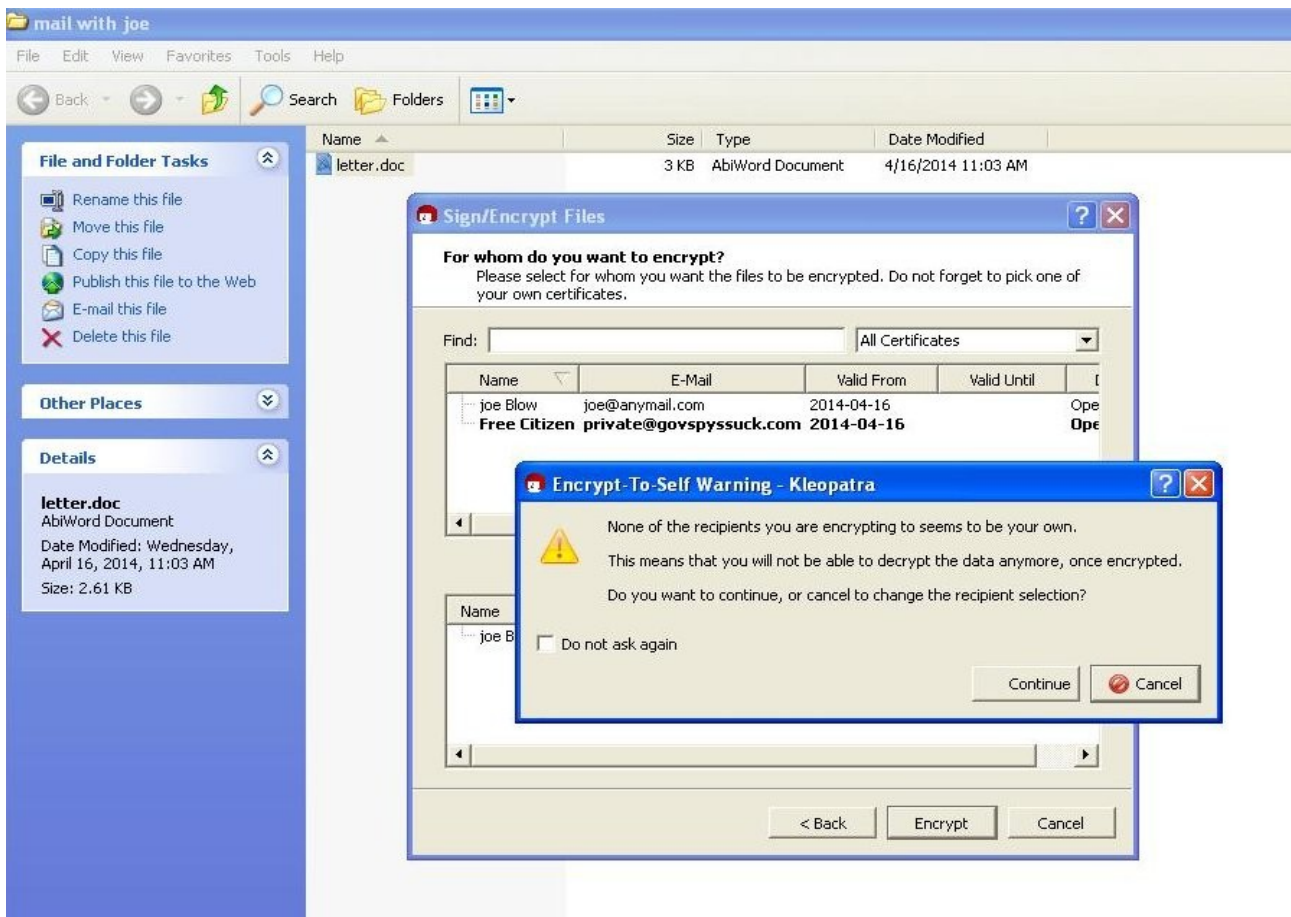 mail with joe
File Edit View Favorites Tools Help
Back Search Folders
Name Size Type Date Modified
letter.doc 3 KB AbiWord Document 4/16/2014 11:03 AM
File and Folder Tasks
Rename this file
Move this file
Copy this file
Publish this file to the Web
E-mail this file
Delete this file
Other Places
Details
letter.doc
AbiWord Document
Date Modified: Wednesday,
April 16, 2014, 11:03 AM
Size: 2.61 KB
Sign/Encrypt Files
For whom do you want to encrypt?
Please select for whom you want the files to be encrypted. Do not forget to pick one of
your own certificates.
Find: All Certificates
Name E-Mail Valid From Valid Until
joe Blow joe@anymail.com 2014-04-16 Ope
Free Citizen private@govspyssuck.com 2014-04-16 Ope
Encrypt-To-Self Warning - Kleopatra
None of the recipients you are encrypting to seems to be your own.
This means that you will not be able to decrypt the data anymore, once encrypted.
Do you want to continue, or cancel to change the recipient selection?
Do not ask again
Continue Cancel
Name
joe B
< Back Encrypt Cancel